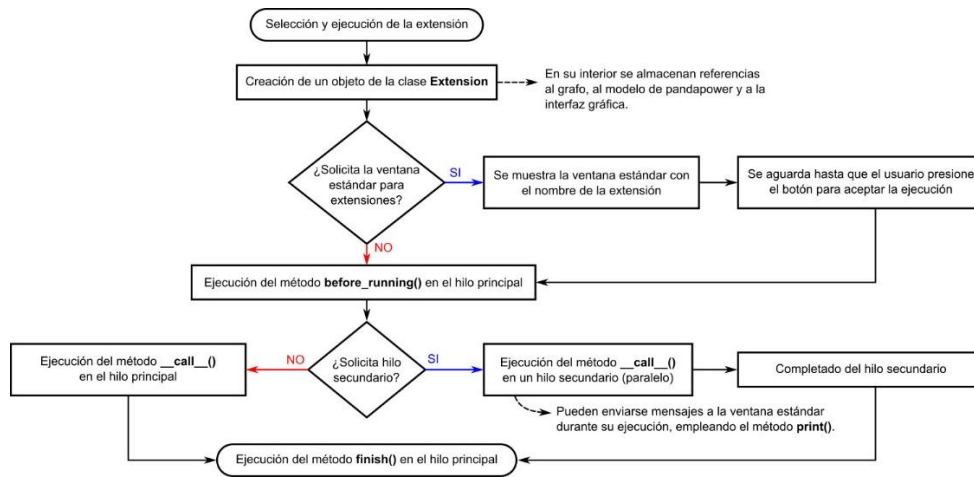 Selección y ejecución de la extensión
Creación de un objeto de la clase Extension
En su interior se almacenan referencias
al grafo, al modelo de pandapower y a la
interfaz gráfica.
¿Solicita la ventana
estándar para
extensiones?
SI
Se muestra la ventana estándar con
el nombre de la extensión
Se aguarda hasta que el usuario presione
el botón para aceptar la ejecución
NO
Ejecución del método before_running() en el hilo principal
Ejecución del método __call__()
en el hilo principal
NO
¿Solicita hilo
secundario?
SI
Ejecución del método __call__()
en un hilo secundario (paralelo)
Completado del hilo secundario
Pueden enviarse mensajes a la ventana estándar
durante su ejecución, empleando el método print().
Ejecución del método finish() en el hilo principal